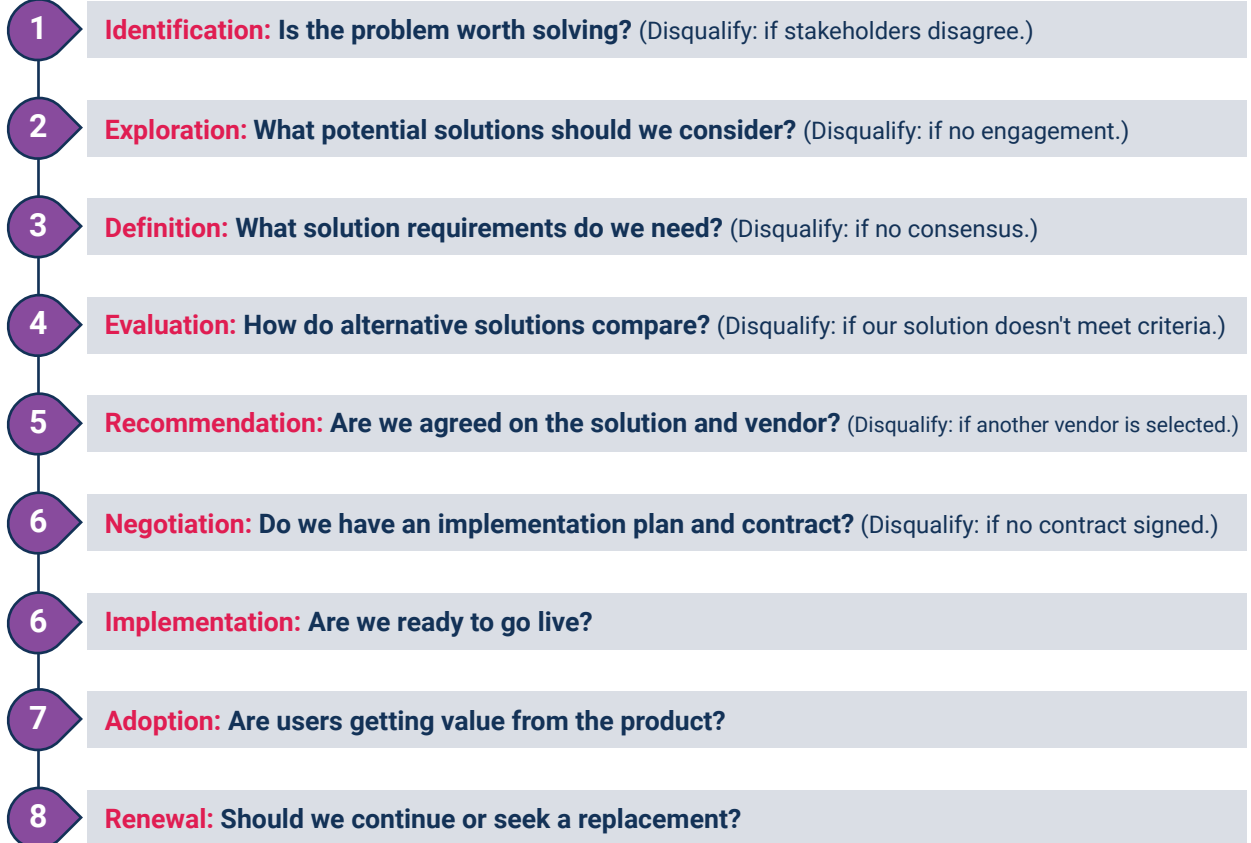 1 Identification: Is the problem worth solving? (Disqualify: if stakeholders disagree.)
2 Exploration: What potential solutions should we consider? (Disqualify: if no engagement.)
3 Definition: What solution requirements do we need? (Disqualify: if no consensus.)
4 Evaluation: How do alternative solutions compare? (Disqualify: if our solution doesn't meet criteria.)
5 Recommendation: Are we agreed on the solution and vendor? (Disqualify: if another vendor is selected.)
6 Negotiation: Do we have an implementation plan and contract? (Disqualify: if no contract signed.)
6 Implementation: Are we ready to go live?
7 Adoption: Are users getting value from the product?
8 Renewal: Should we continue or seek a replacement?